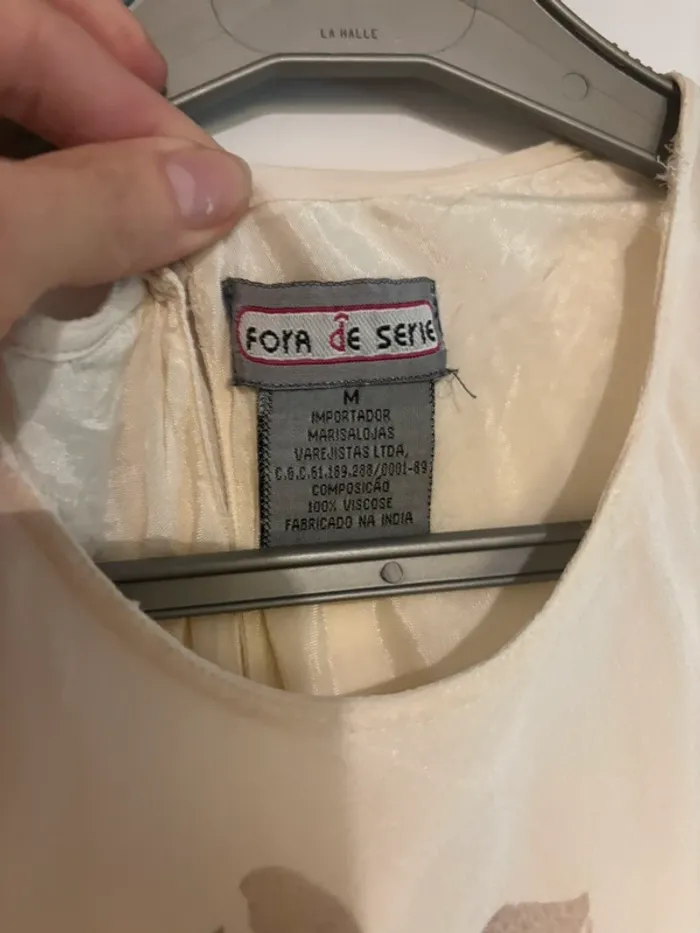 LA HALLE
FORA dE SERIE
M
IMPORTADOR
MARISALOJAS
VAREJISTAS LTDA,
C.G.C.61.189.288/0001-89
COMPOSICÃO
100% VISCOSE
FABRICADO NA INDIA